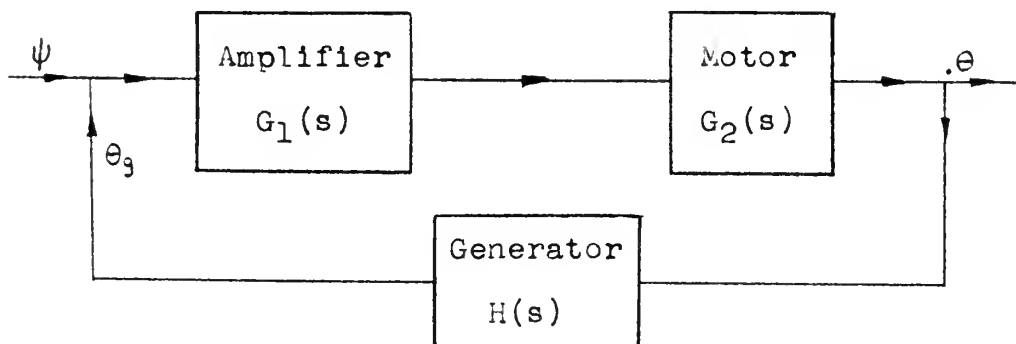 ψ
Amplifier
G₁(s)
Motor
G₂(s)
.θ
θg
Generator
H(s)